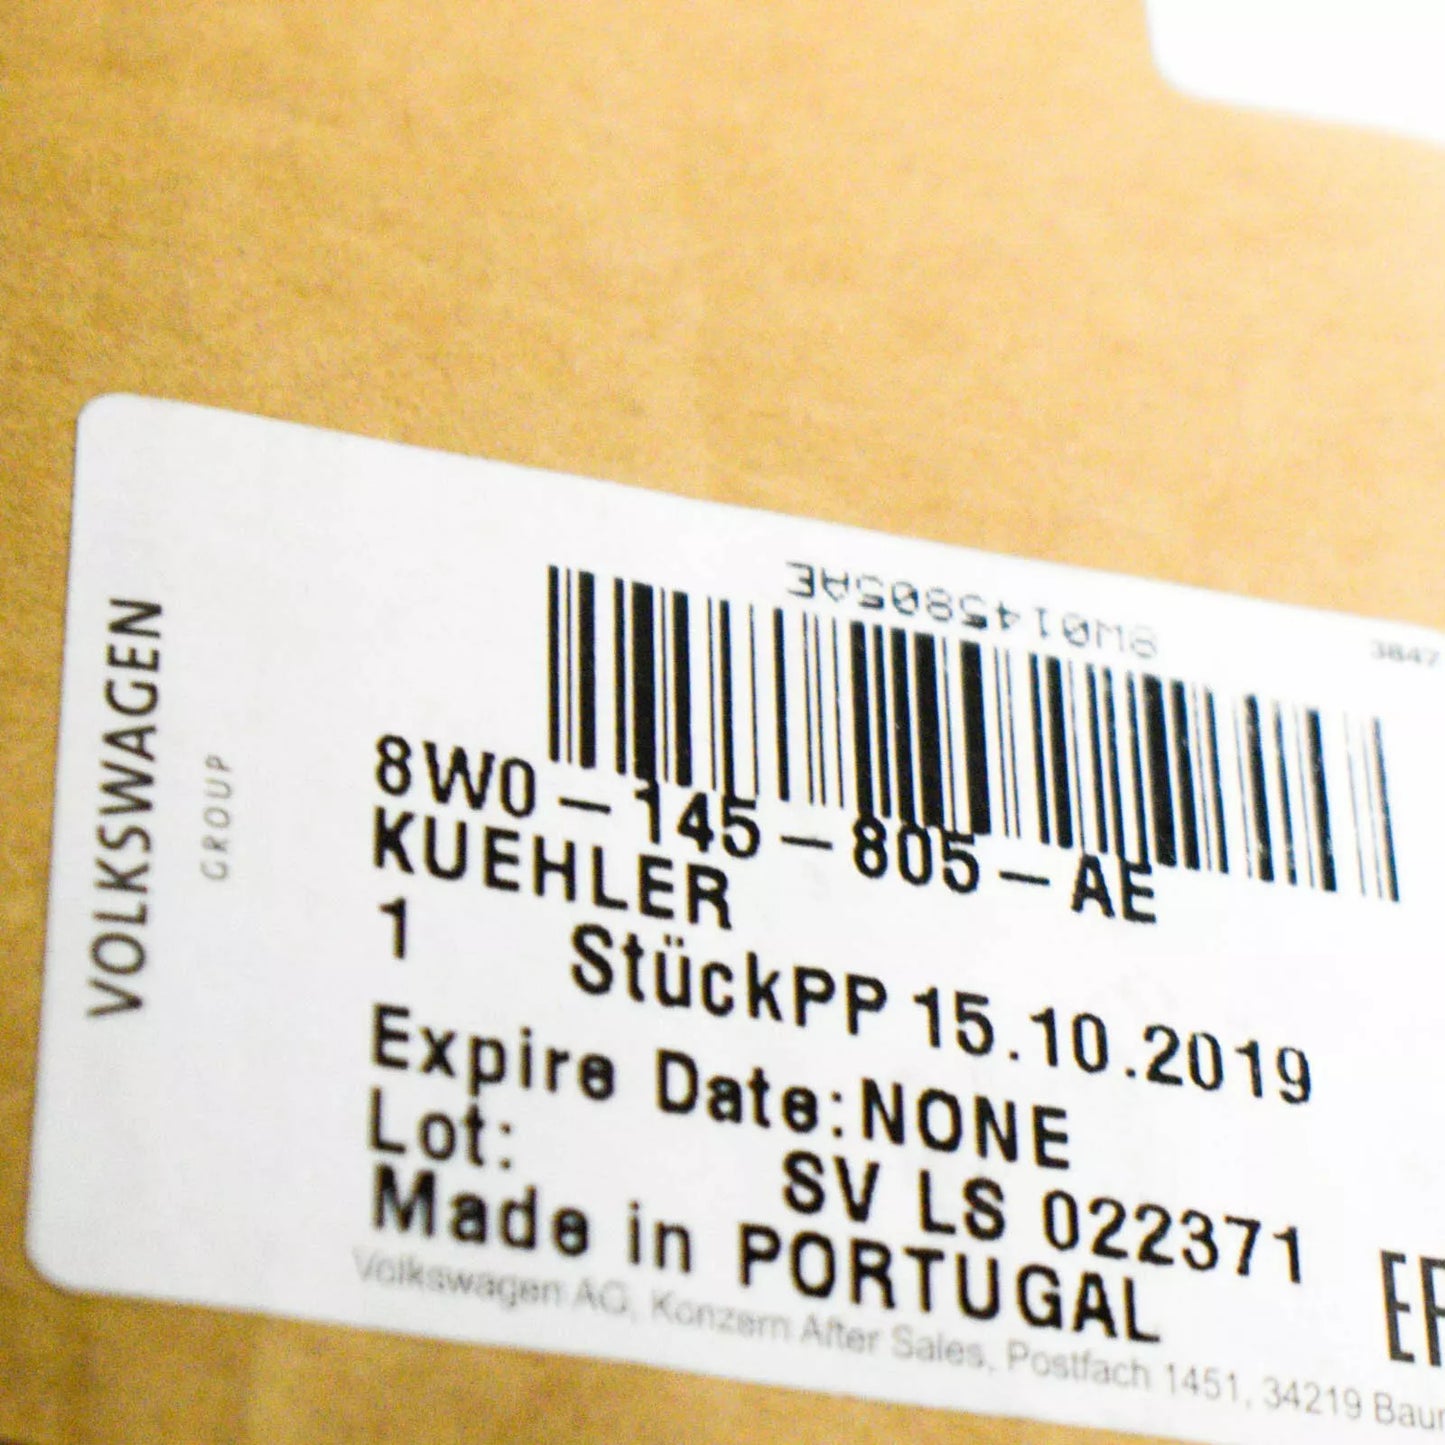 VOLKSWAGEN
GROUP
8W0145805AE
3847
8W0-145-805-AE
KUEHLER
1 StückPP 15.10.2019
Expire Date:NONE
Lot: SV LS 022371
Made in PORTUGAL
Volkswagen AG, Konzern After Sales, Postfach 1451, 34219